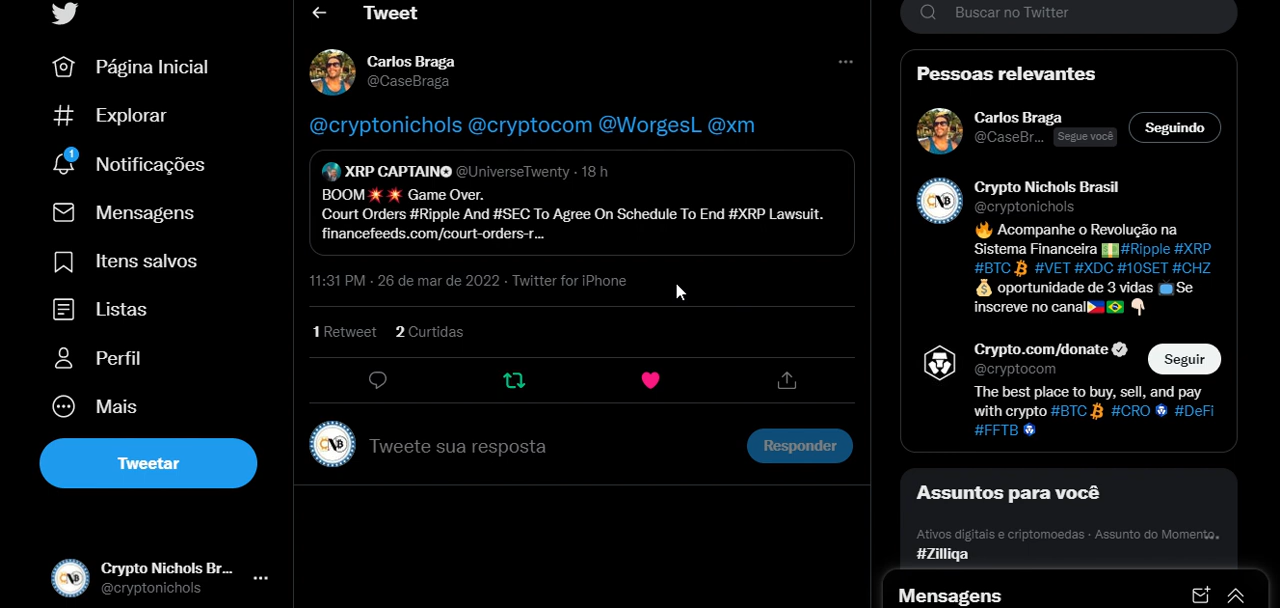 Tweet
Buscar no Twitter
Página Inicial
Explorar
1
Notificações
Mensagens
Itens salvos
Listas
Perfil
Mais
Tweetar
Crypto Nichols Br...
@cryptonichols
Carlos Braga
@CaseBraga
@cryptonichols @cryptocom @WorgesL @xm
XRP CAPTAIN @UniverseTwenty · 18 h
BOOM💥💥 Game Over.
Court Orders #Ripple And #SEC To Agree On Schedule To End #XRP Lawsuit.
financefeeds.com/court-orders-r...
11:31 PM · 26 de mar de 2022 · Twitter for iPhone
1 Retweet 2 Curtidas
Tweete sua resposta
Responder
Pessoas relevantes
Carlos Braga
@CaseBr... Segue você
Seguindo
Crypto Nichols Brasil
@cryptonichols
🔥 Acompanhe o Revolução na
Sistema Financeira 💵#Ripple #XRP
#BTC #VET #XDC #10SET #CHZ
💰 oportunidade de 3 vidas 📺Se
inscreve no canal🇵🇭🇧🇷 👇🏻
Crypto.com/donate
@cryptocom
Seguir
The best place to buy, sell, and pay
with crypto #BTC #CRO #DeFi
#FFTB
Assuntos para você
Ativos digitais e criptomoedas · Assunto do Momento
#Zilliqa
Mensagens